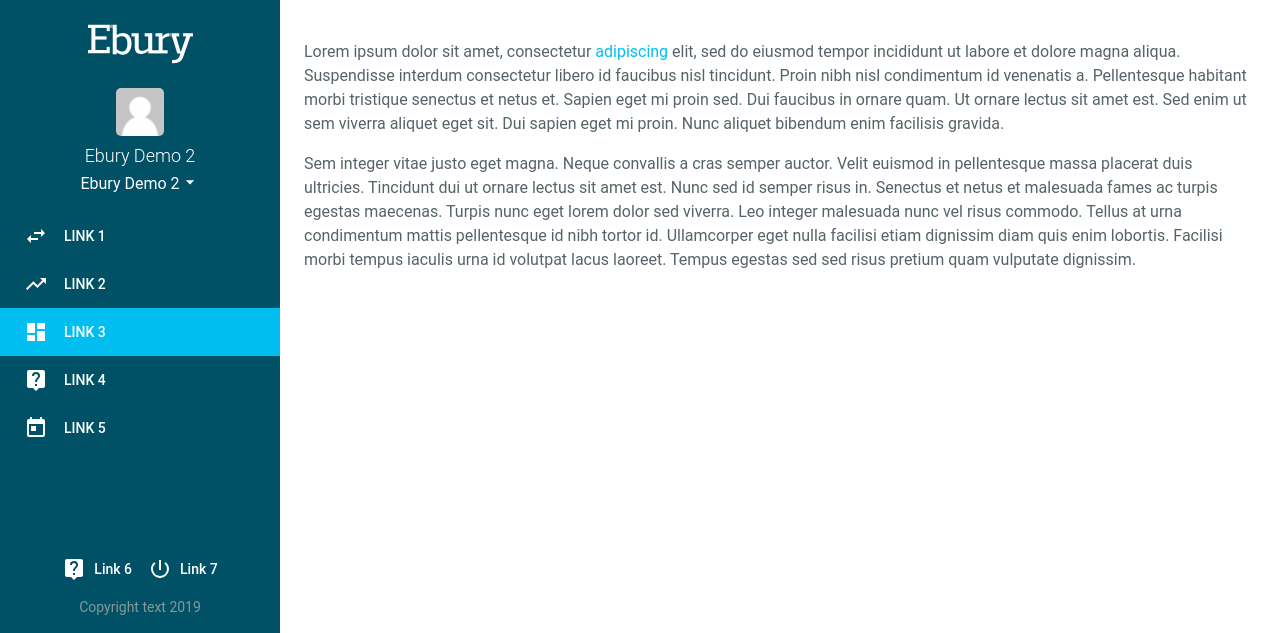 Ebury
Ebury Demo 2
Ebury Demo 2
LINK 1
LINK 2
LINK 3
LINK 4
LINK 5
Link 6 Link 7
Copyright text 2019
Lorem ipsum dolor sit amet, consectetur adipiscing elit, sed do eiusmod tempor incididunt ut labore et dolore magna aliqua.
Suspendisse interdum consectetur libero id faucibus nisl tincidunt. Proin nibh nisl condimentum id venenatis a. Pellentesque habitant
morbi tristique senectus et netus et. Sapien eget mi proin sed. Dui faucibus in ornare quam. Ut ornare lectus sit amet est. Sed enim ut
sem viverra aliquet eget sit. Dui sapien eget mi proin. Nunc aliquet bibendum enim facilisis gravida.
Sem integer vitae justo eget magna. Neque convallis a cras semper auctor. Velit euismod in pellentesque massa placerat duis
ultricies. Tincidunt dui ut ornare lectus sit amet est. Nunc sed id semper risus in. Senectus et netus et malesuada fames ac turpis
egestas maecenas. Turpis nunc eget lorem dolor sed viverra. Leo integer malesuada nunc vel risus commodo. Tellus at urna
condimentum mattis pellentesque id nibh tortor id. Ullamcorper eget nulla facilisi etiam dignissim diam quis enim lobortis. Facilisi
morbi tempus iaculis urna id volutpat lacus laoreet. Tempus egestas sed sed risus pretium quam vulputate dignissim.